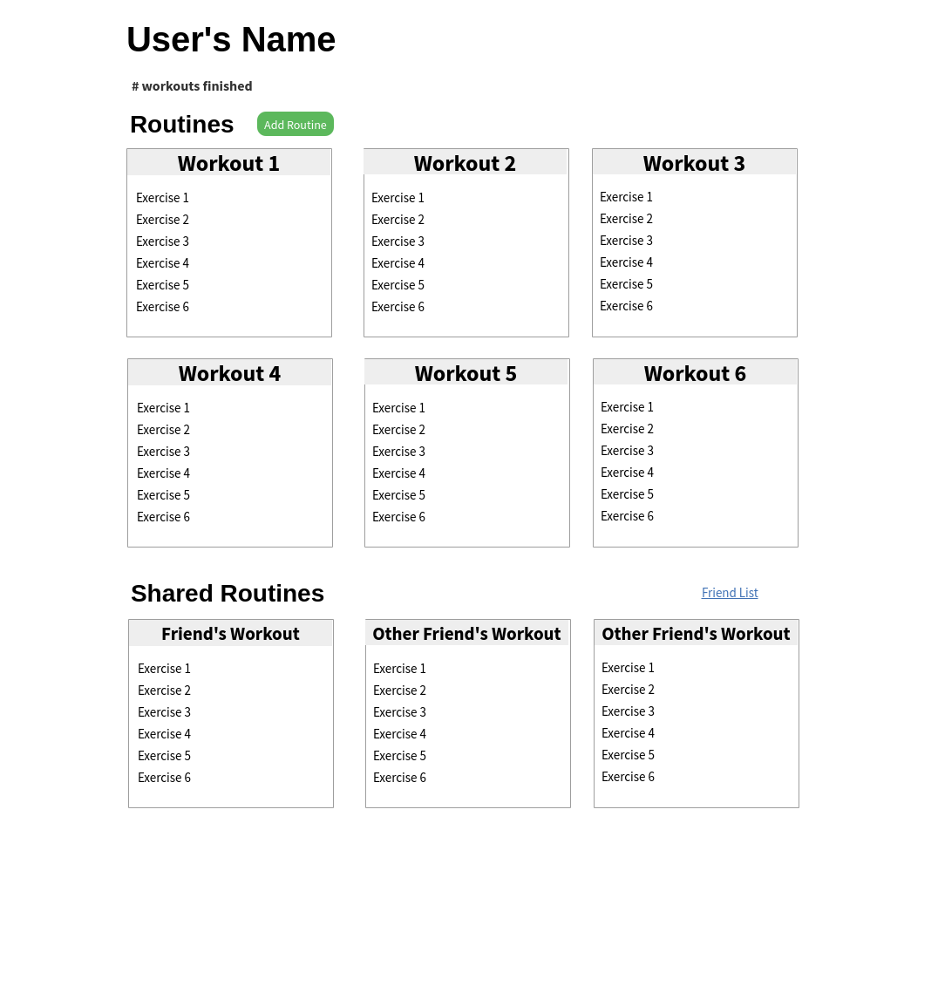 User's Name
# workouts finished
Routines
Add Routine
Workout 1
Exercise 1
Exercise 2
Exercise 3
Exercise 4
Exercise 5
Exercise 6
Workout 2
Exercise 1
Exercise 2
Exercise 3
Exercise 4
Exercise 5
Exercise 6
Workout 3
Exercise 1
Exercise 2
Exercise 3
Exercise 4
Exercise 5
Exercise 6
Workout 4
Exercise 1
Exercise 2
Exercise 3
Exercise 4
Exercise 5
Exercise 6
Workout 5
Exercise 1
Exercise 2
Exercise 3
Exercise 4
Exercise 5
Exercise 6
Workout 6
Exercise 1
Exercise 2
Exercise 3
Exercise 4
Exercise 5
Exercise 6
Shared Routines
Friend List
Friend's Workout
Exercise 1
Exercise 2
Exercise 3
Exercise 4
Exercise 5
Exercise 6
Other Friend's Workout
Exercise 1
Exercise 2
Exercise 3
Exercise 4
Exercise 5
Exercise 6
Other Friend's Workout
Exercise 1
Exercise 2
Exercise 3
Exercise 4
Exercise 5
Exercise 6